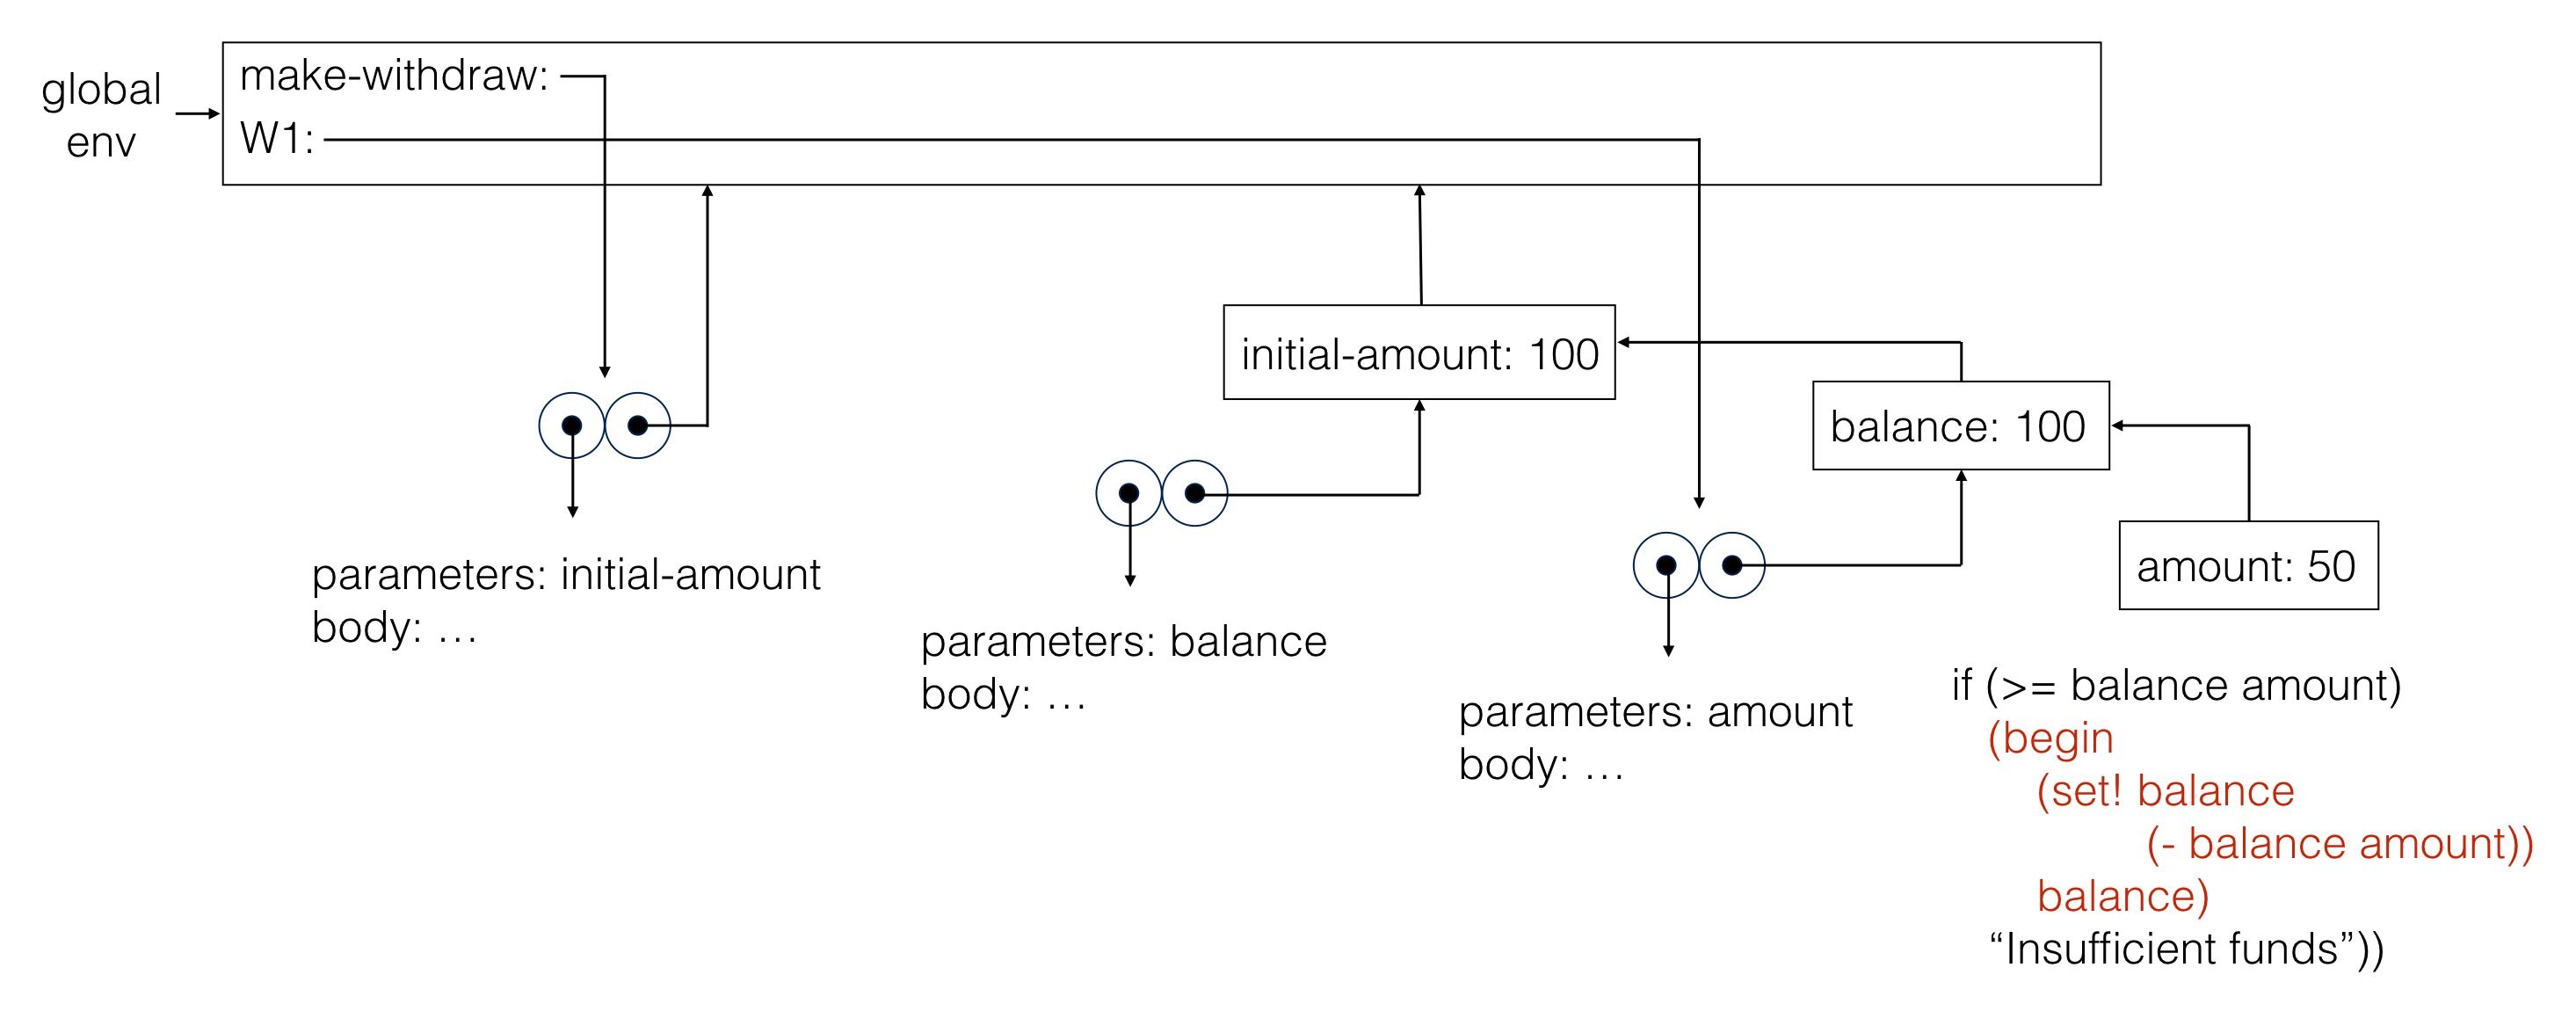 global
env
make-withdraw:
W1:
initial-amount: 100
balance: 100
amount: 50
parameters: initial-amount
body: …
parameters: balance
body: …
parameters: amount
body: …
if (>= balance amount)
(begin
(set! balance
(- balance amount))
balance)
“Insufficient funds”))